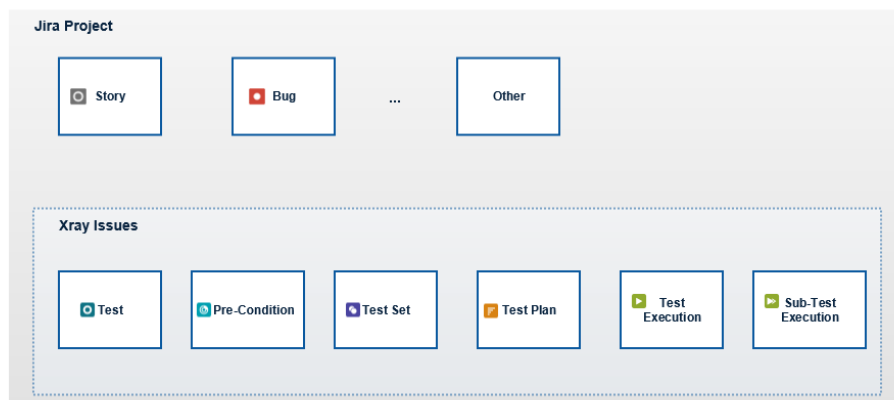 Jira Project
Story
Bug
...
Other
Xray Issues
Test
Pre-Condition
Test Set
Test Plan
Test
Execution
Sub-Test
Execution